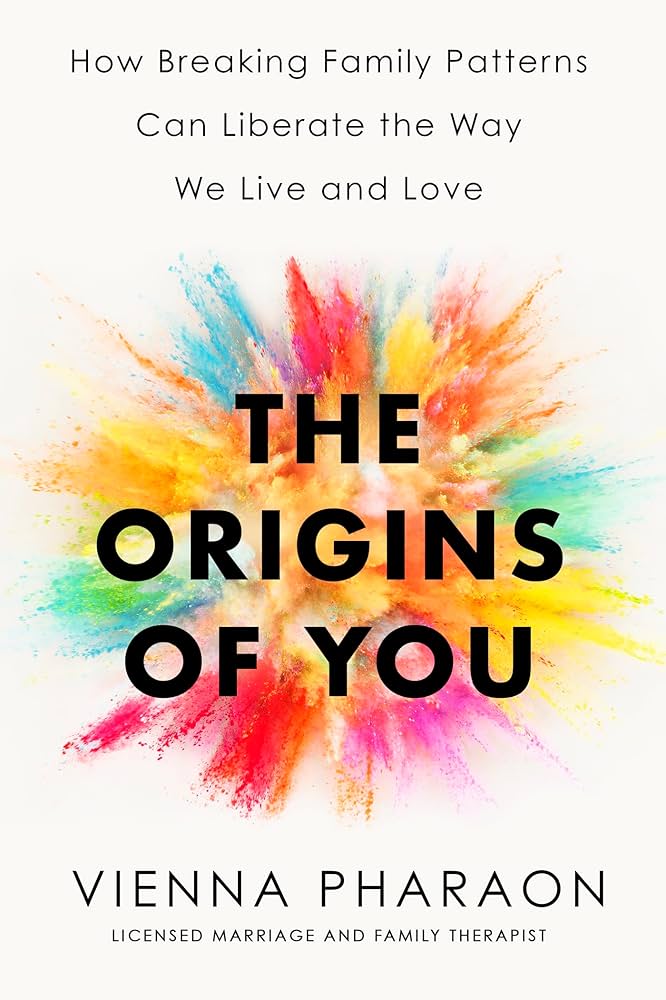 How Breaking Family Patterns
Can Liberate the Way
We Live and Love
THE
ORIGINS
OF YOU
VIENNA PHARAON
LICENSED MARRIAGE AND FAMILY THERAPIST